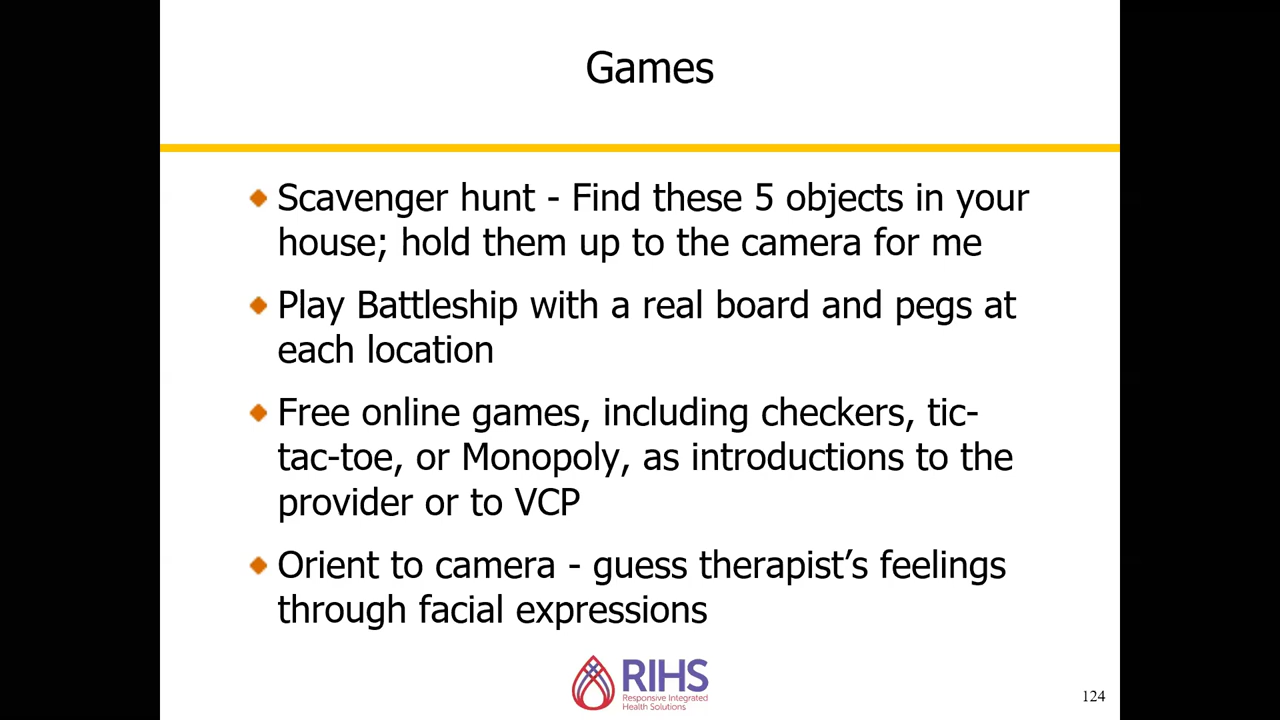 Games
Scavenger hunt - Find these 5 objects in your
house; hold them up to the camera for me
Play Battleship with a real board and pegs at
each location
Free online games, including checkers, tic-
tac-toe, or Monopoly, as introductions to the
provider or to VCP
Orient to camera - guess therapist’s feelings
through facial expressions
RIHS
Responsive Integrated
Health Solutions
124